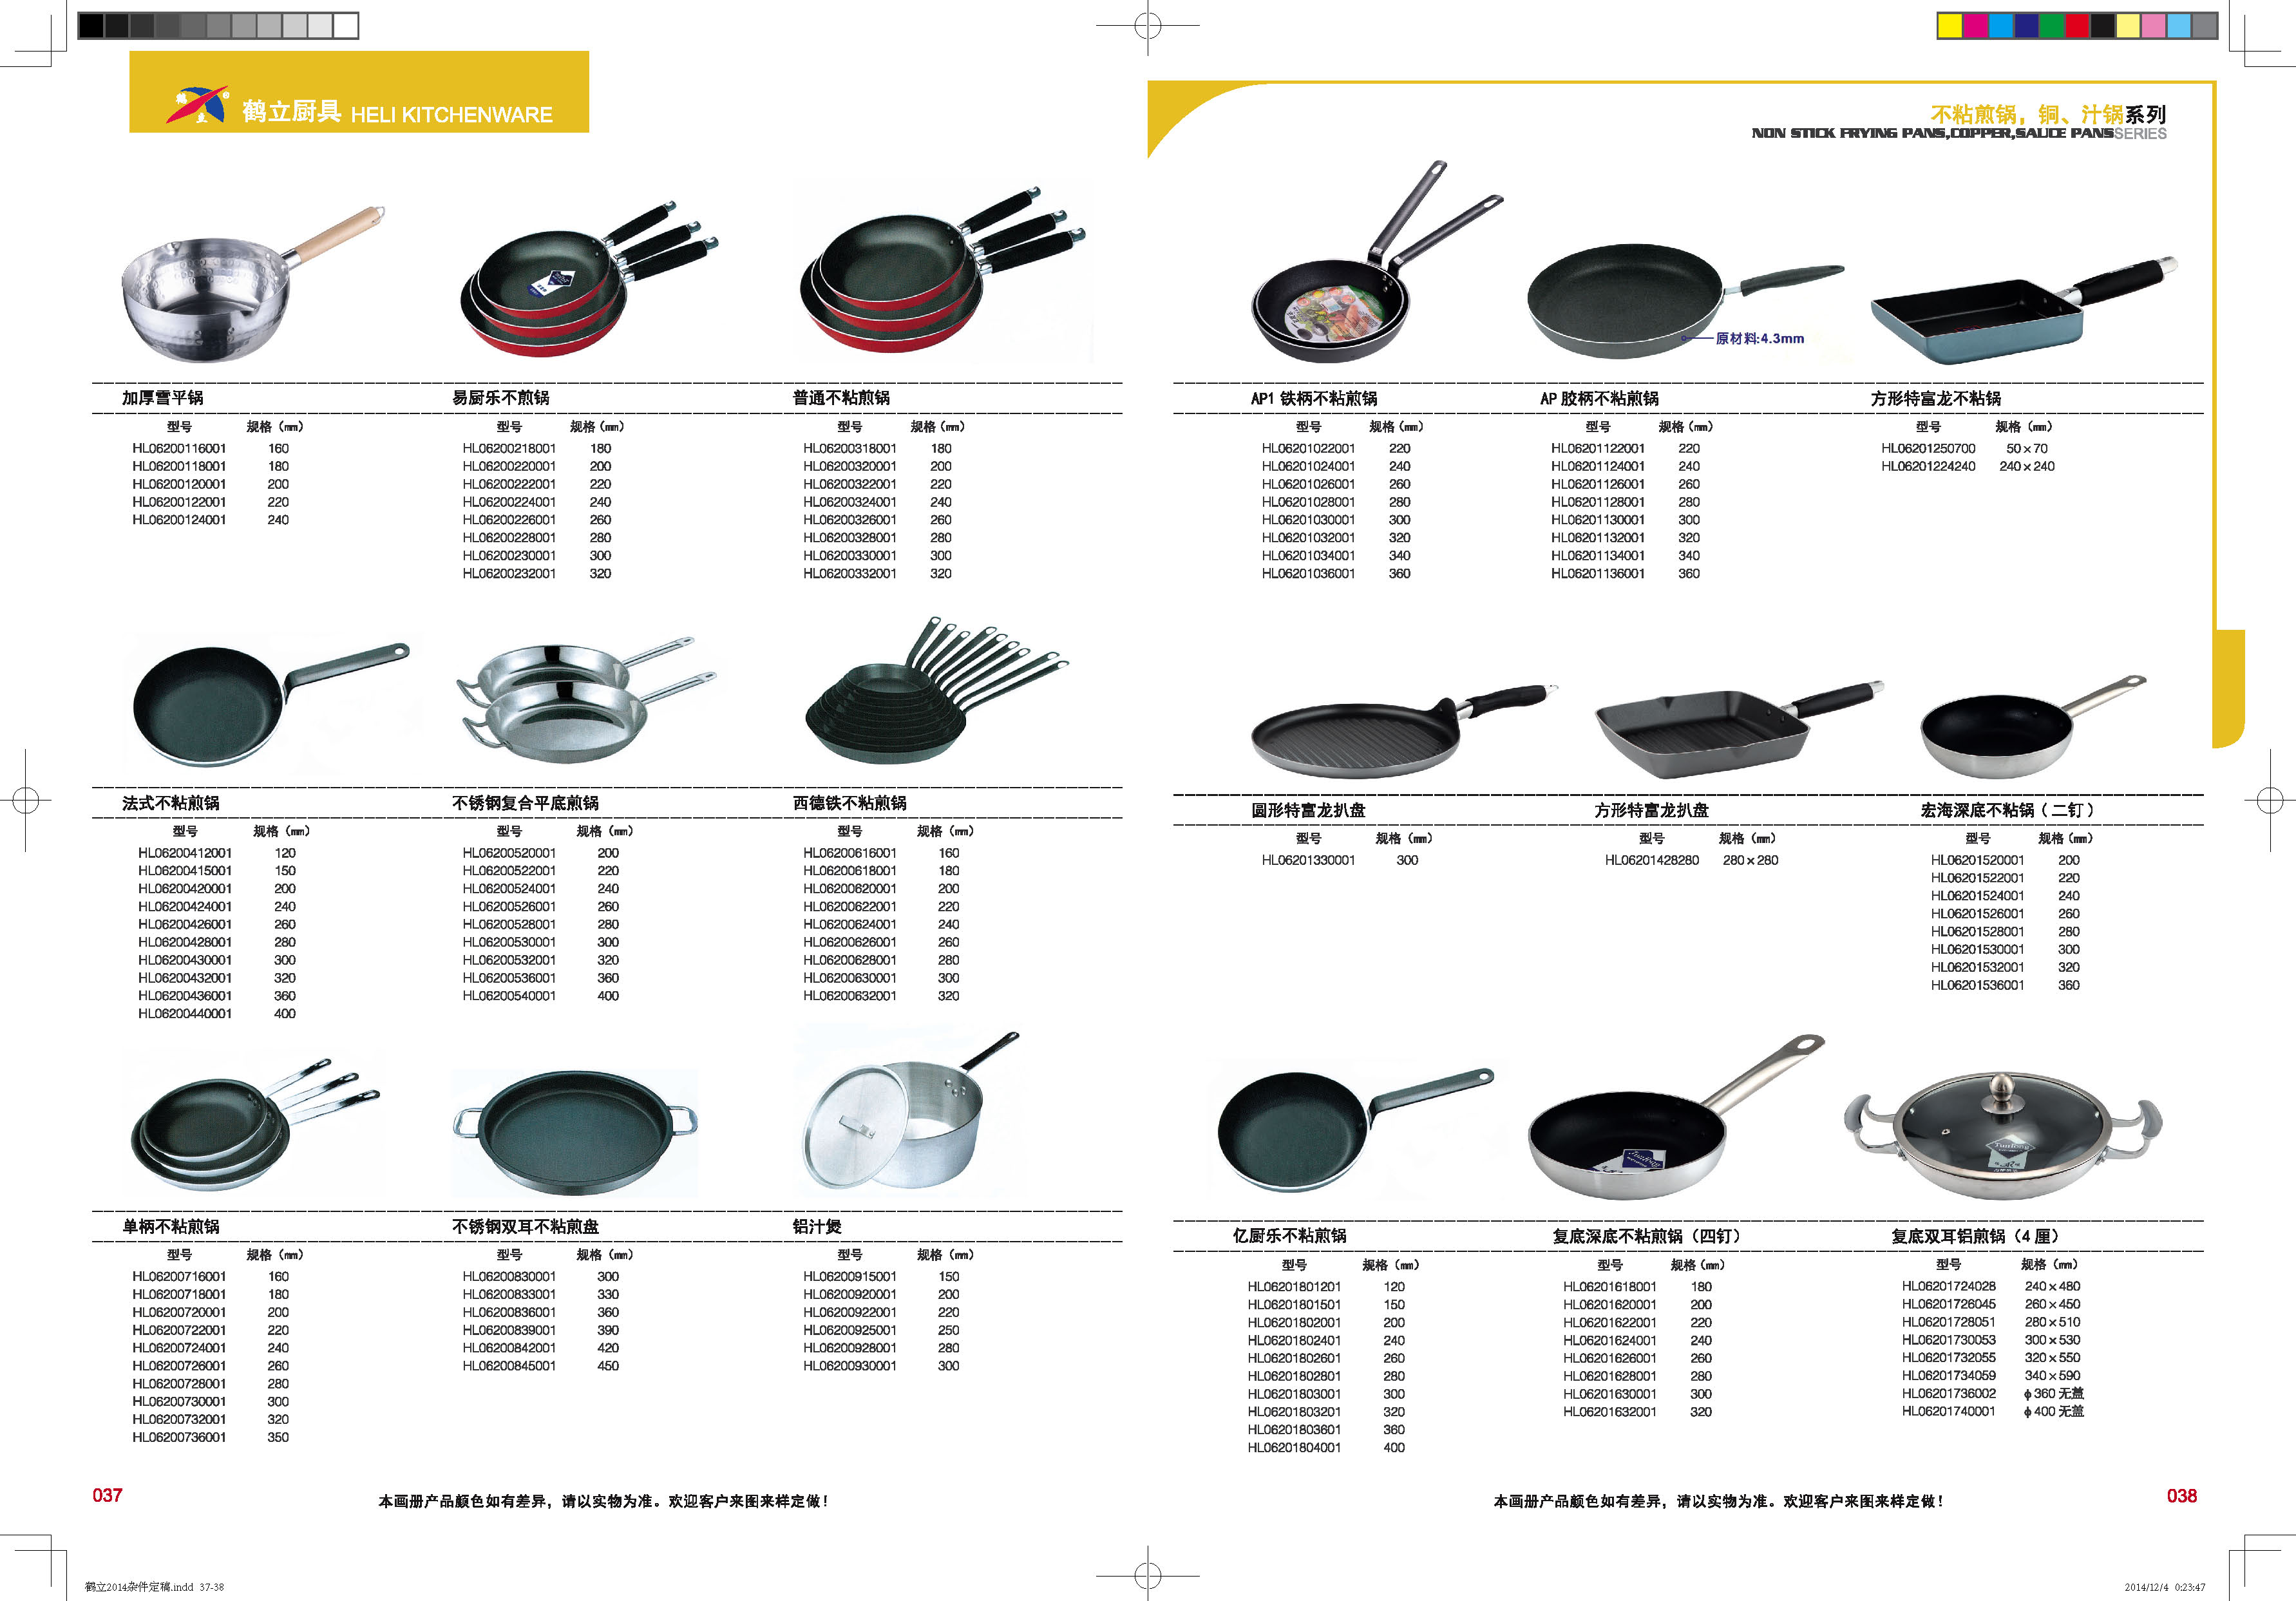 鹤立厨具 HELI KITCHENWARE
加厚雪平锅
型号 规格（mm）
HL06200116001 160
HL06200118001 180
HL06200120001 200
HL06200122001 220
HL06200124001 240
易厨乐不煎锅
型号 规格（mm）
HL06200218001 180
HL06200220001 200
HL06200222001 220
HL06200224001 240
HL06200226001 260
HL06200228001 280
HL06200230001 300
HL06200232001 320
普通不粘煎锅
型号 规格（mm）
HL06200318001 180
HL06200320001 200
HL06200322001 220
HL06200324001 240
HL06200326001 260
HL06200328001 280
HL06200330001 300
HL06200332001 320
法式不粘煎锅
型号 规格（mm）
HL06200412001 120
HL06200415001 150
HL06200420001 200
HL06200424001 240
HL06200426001 260
HL06200428001 280
HL06200430001 300
HL06200432001 320
HL06200436001 360
HL06200440001 400
不锈钢复合平底煎锅
型号 规格（mm）
HL06200520001 200
HL06200522001 220
HL06200524001 240
HL06200526001 260
HL06200528001 280
HL06200530001 300
HL06200532001 320
HL06200536001 360
HL06200540001 400
西德铁不粘煎锅
型号 规格（mm）
HL06200616001 160
HL06200618001 180
HL06200620001 200
HL06200622001 220
HL06200624001 240
HL06200626001 260
HL06200628001 280
HL06200630001 300
HL06200632001 320
单柄不粘煎锅
型号 规格（mm）
HL06200716001 160
HL06200718001 180
HL06200720001 200
HL06200722001 220
HL06200724001 240
HL06200726001 260
HL06200728001 280
HL06200730001 300
HL06200732001 320
HL06200736001 350
不锈钢双耳不粘煎盘
型号 规格（mm）
HL06200830001 300
HL06200833001 330
HL06200836001 360
HL06200839001 390
HL06200842001 420
HL06200845001 450
铝汁煲
型号 规格（mm）
HL06200915001 150
HL06200920001 200
HL06200922001 220
HL06200925001 250
HL06200928001 280
HL06200930001 300
037
本画册产品颜色如有差异，请以实物为准。欢迎客户来图来样定做！
不粘煎锅，铜、汁锅系列
NON STICK FRYING PANS,COPPER,SAUCE PANSSERIES
原材料:4.3mm
AP1 铁柄不粘煎锅
型号 规格（mm）
HL06201022001 220
HL06201024001 240
HL06201026001 260
HL06201028001 280
HL06201030001 300
HL06201032001 320
HL06201034001 340
HL06201036001 360
AP 胶柄不粘煎锅
型号 规格（mm）
HL06201122001 220
HL06201124001 240
HL06201126001 260
HL06201128001 280
HL06201130001 300
HL06201132001 320
HL06201134001 340
HL06201136001 360
方形特富龙不粘锅
型号 规格（mm）
HL06201250700 50×70
HL06201224240 240×240
圆形特富龙扒盘
型号 规格（mm）
HL06201330001 300
方形特富龙扒盘
型号 规格（mm）
HL06201428280 280×280
宏海深底不粘锅（二钉）
型号 规格（mm）
HL06201520001 200
HL06201522001 220
HL06201524001 240
HL06201526001 260
HL06201528001 280
HL06201530001 300
HL06201532001 320
HL06201536001 360
亿厨乐不粘煎锅
型号 规格（mm）
HL06201801201 120
HL06201801501 150
HL06201802001 200
HL06201802401 240
HL06201802601 260
HL06201802801 280
HL06201803001 300
HL06201803201 320
HL06201803601 360
HL06201804001 400
复底深底不粘煎锅（四钉）
型号 规格（mm）
HL06201618001 180
HL06201620001 200
HL06201622001 220
HL06201624001 240
HL06201626001 260
HL06201628001 280
HL06201630001 300
HL06201632001 320
复底双耳铝煎锅（4 厘）
型号 规格（mm）
HL06201724028 240×480
HL06201726045 260×450
HL06201728051 280×510
HL06201730053 300×530
HL06201732055 320×550
HL06201734059 340×590
HL06201736002 φ360 无盖
HL06201740001 φ400 无盖
本画册产品颜色如有差异，请以实物为准。欢迎客户来图来样定做！
038
鹤立2014杂件定稿.indd 37-38
2014/12/4 0:23:47